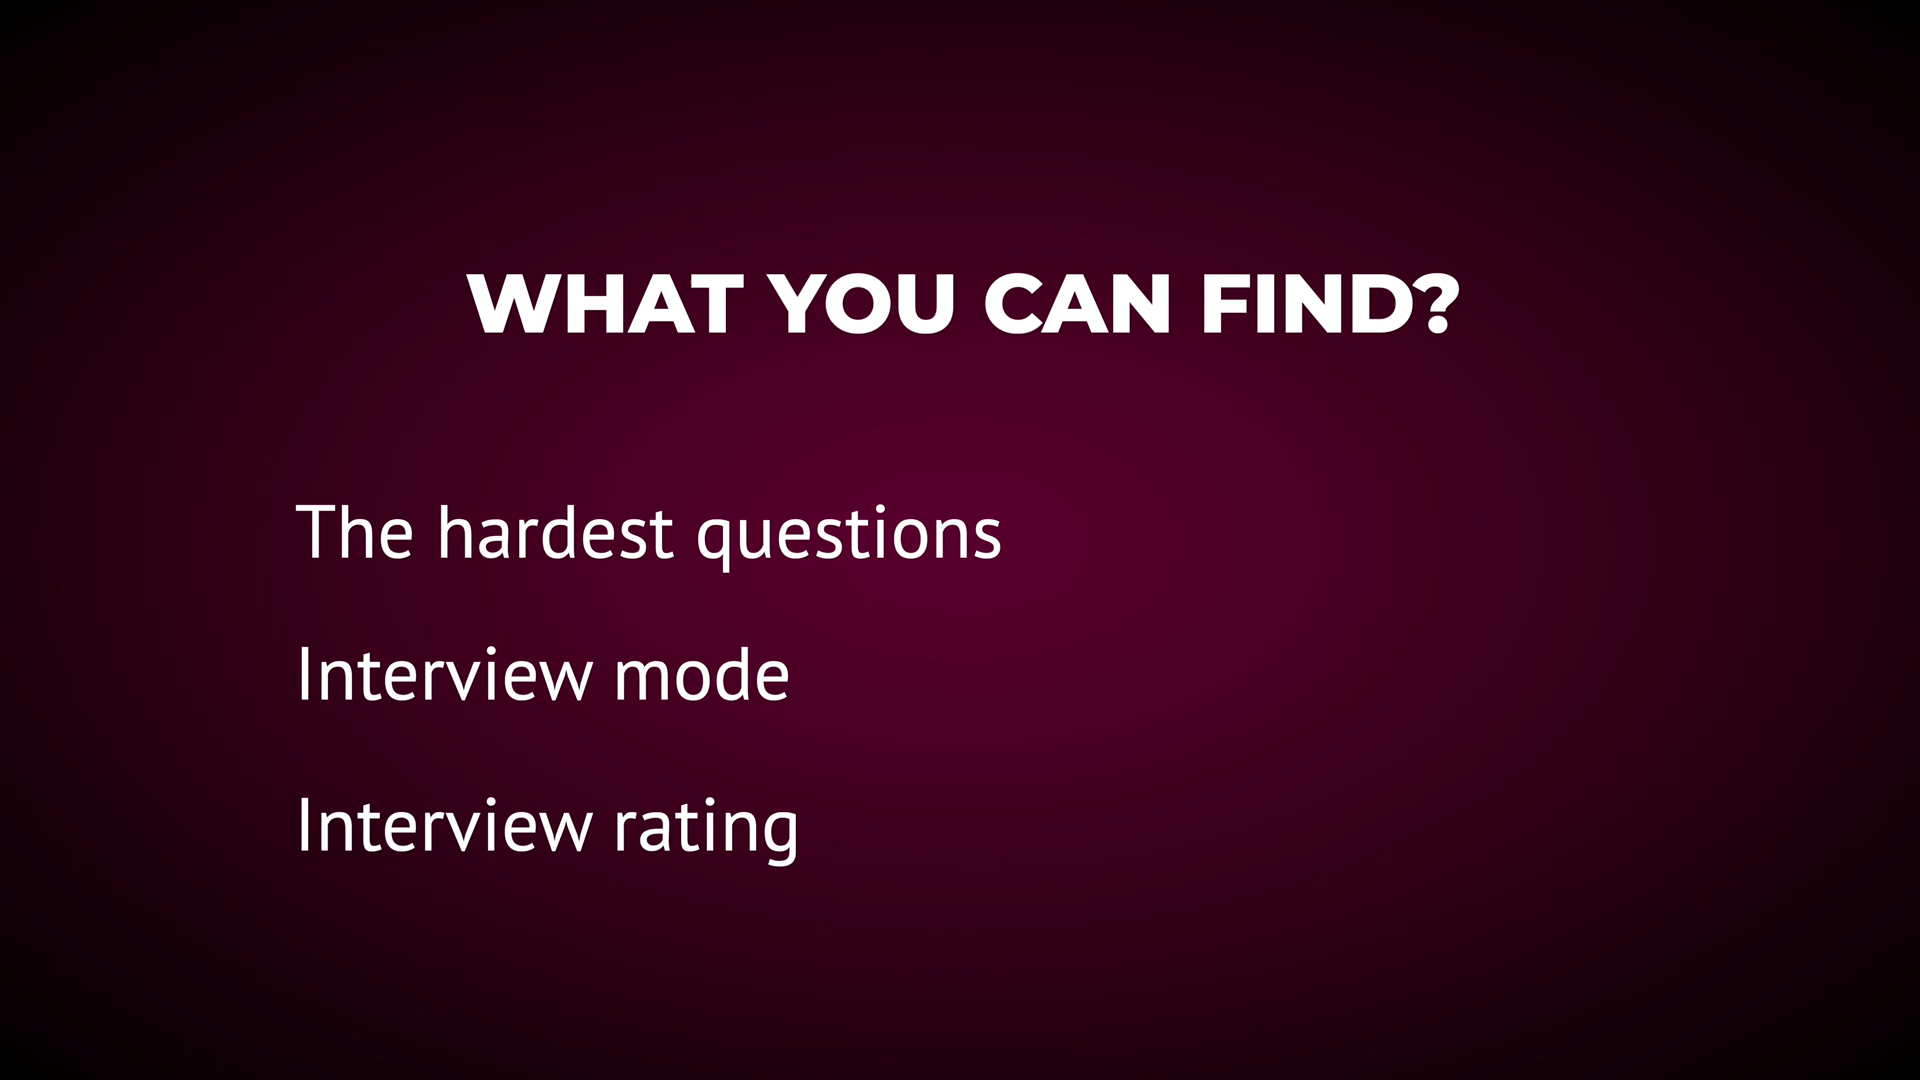 WHAT YOU CAN FIND?
The hardest questions
Interview mode
Interview rating